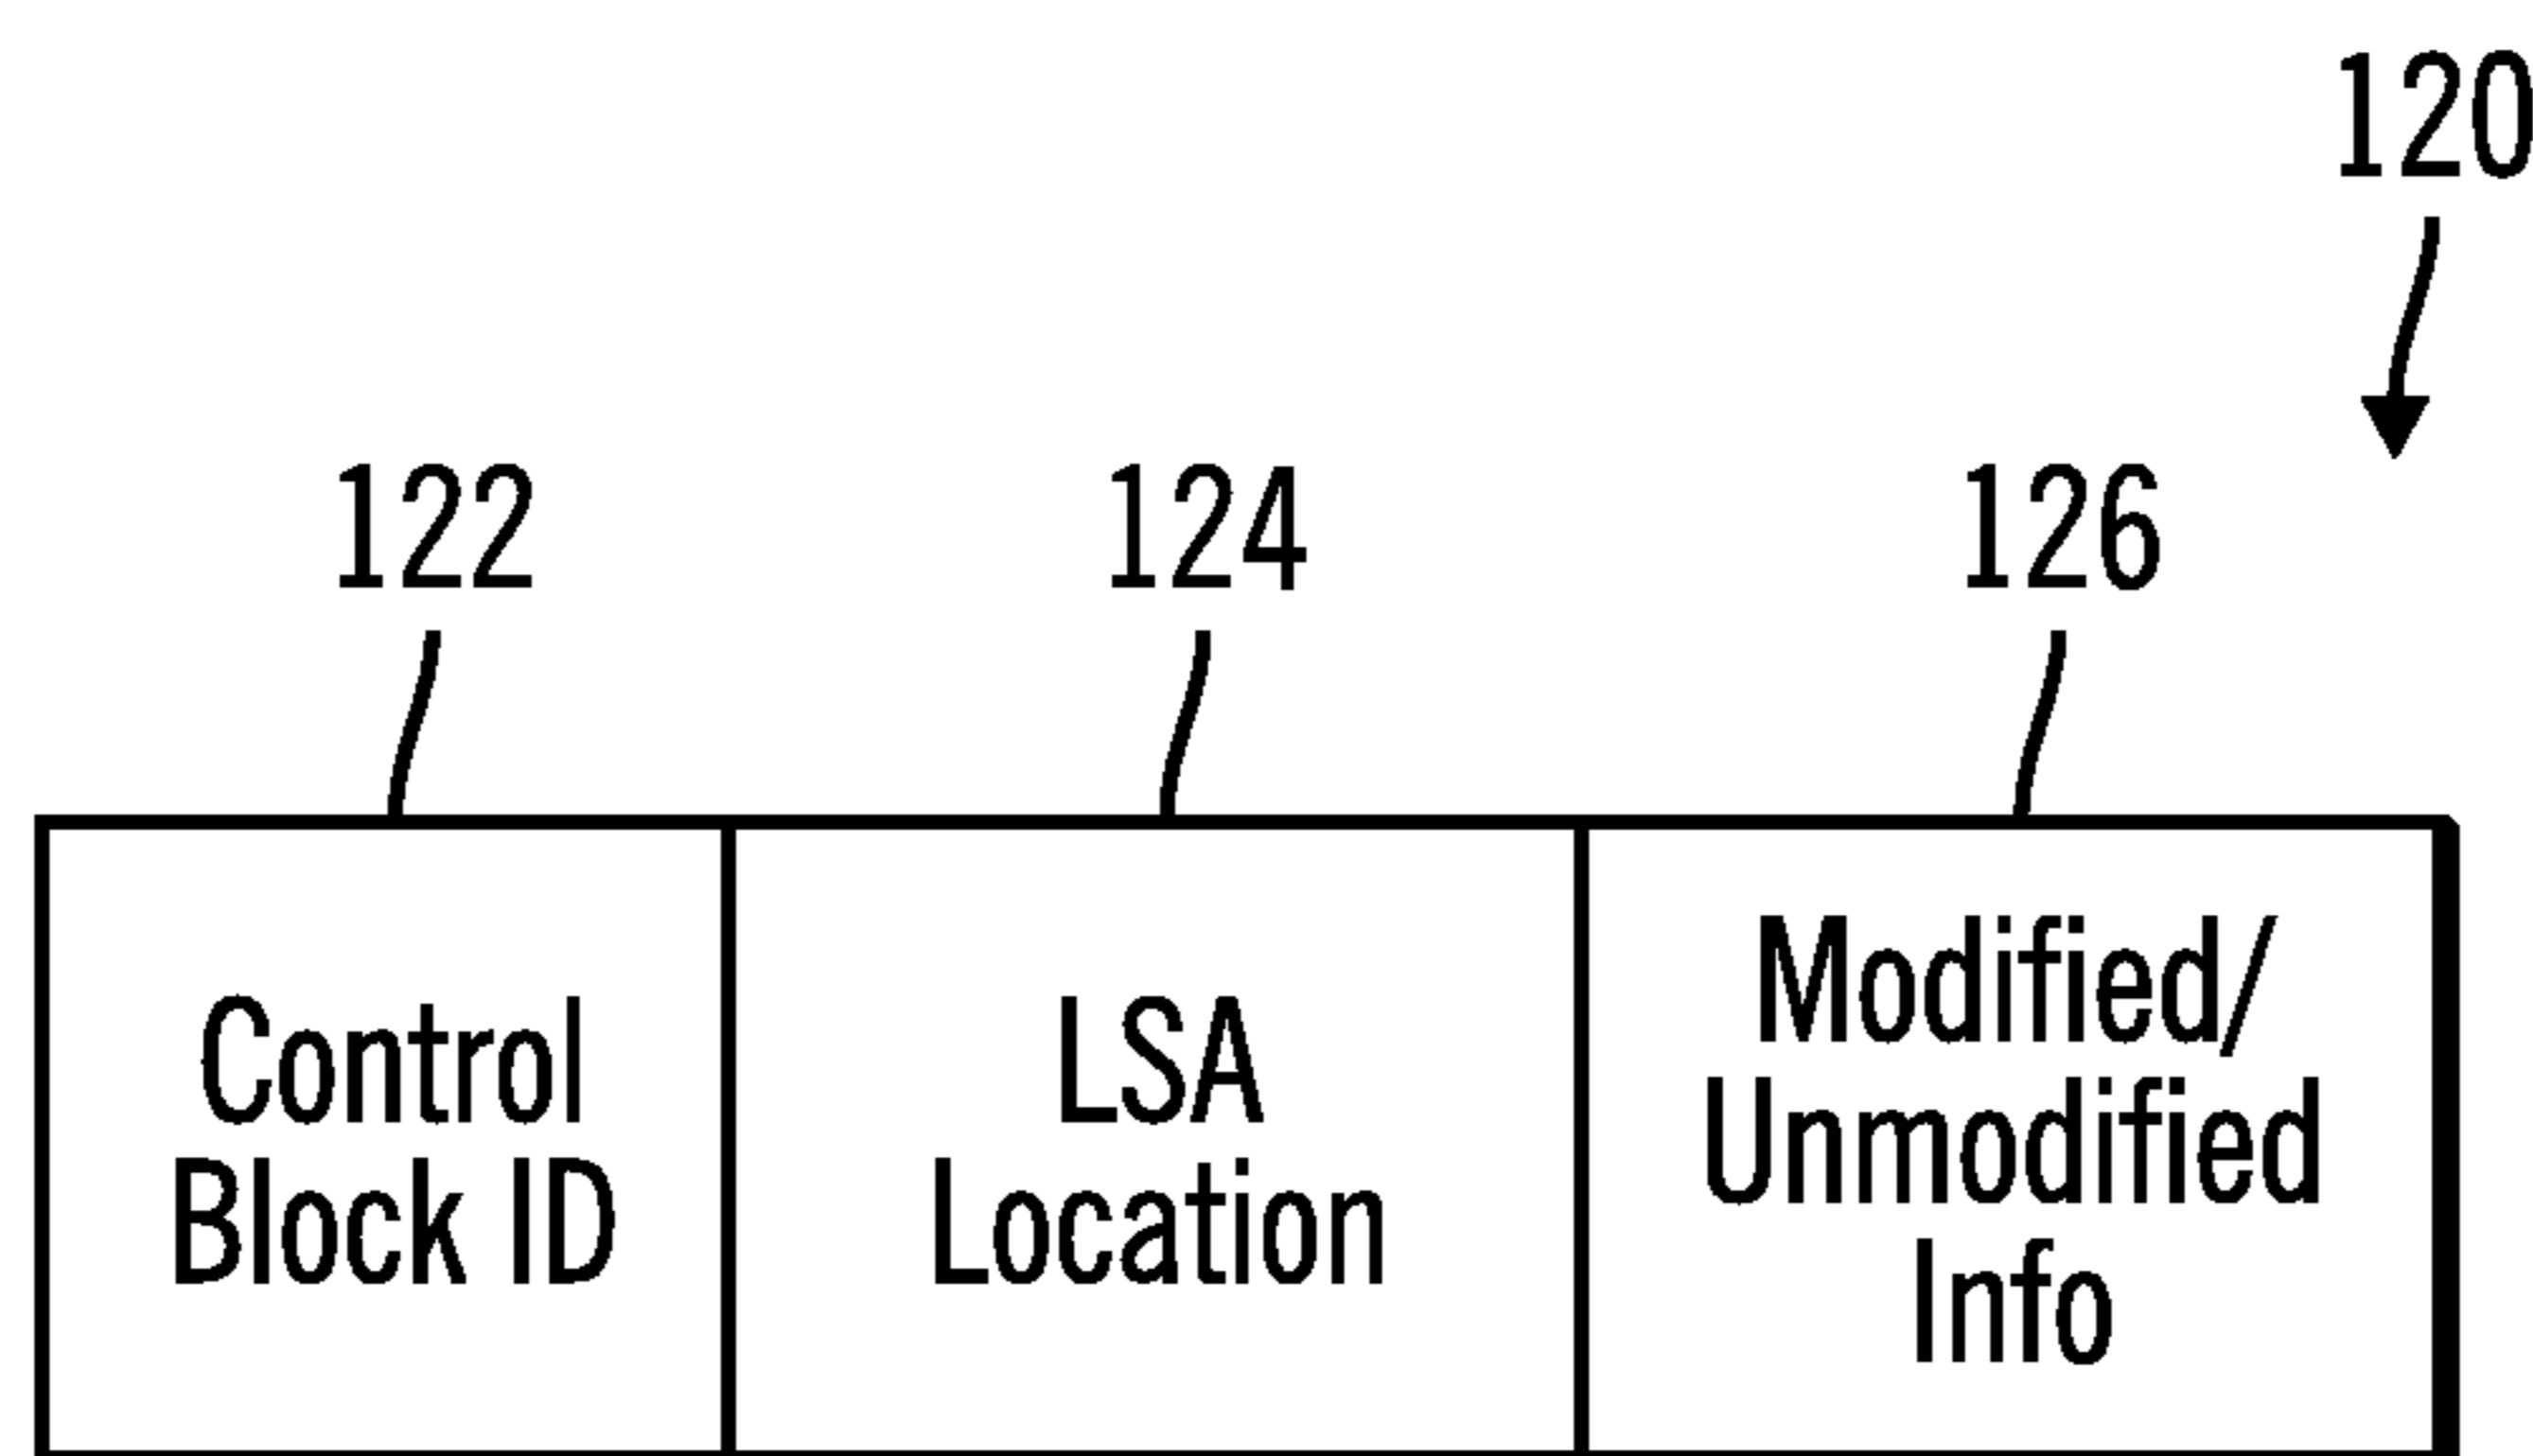 120
122 124 126
Control
Block ID
LSA
Location
Modified/
Unmodified
Info